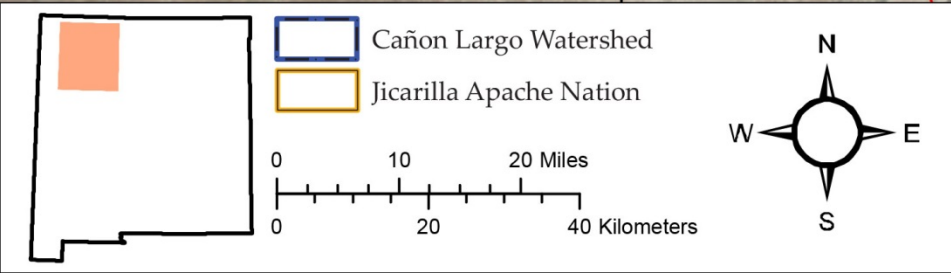 Cañon Largo Watershed
Jicarilla Apache Nation
0 10 20 Miles
0 20 40 Kilometers
N
W E
S